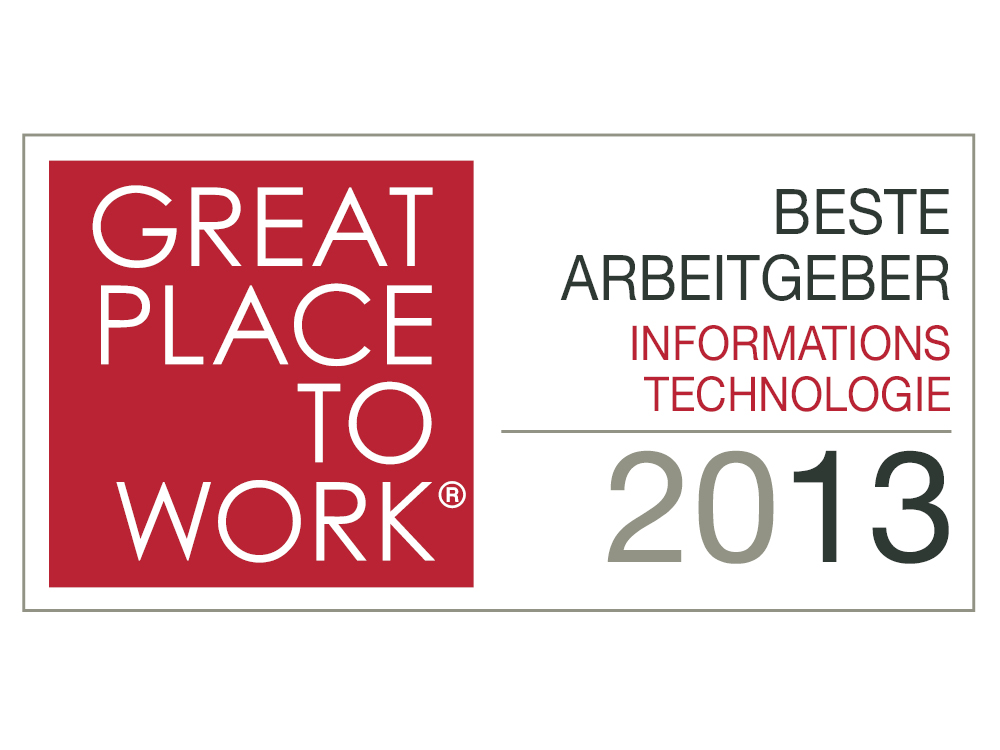 GREAT
PLACE
TO
WORK®
BESTE
ARBEITGEBER
INFORMATIONS
TECHNOLOGIE
2013